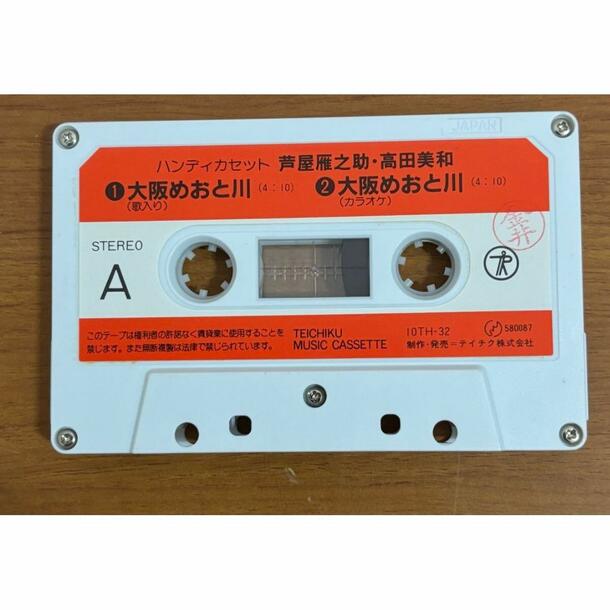 JAPAN
ハンディカセット 芦屋雁之助・高田美和
❶大阪めおと川 (4:10) ❷大阪めおと川 (4:10)
(歌入り) (カラオケ)
STEREO
A
このテープは権利者の許諾なく賃貸業に使用することを
禁じます。また無断複製は法律で禁じられています。
TEICHIKU
MUSIC CASSETTE
10TH-32
580087
制作・発売=テイチク株式会社